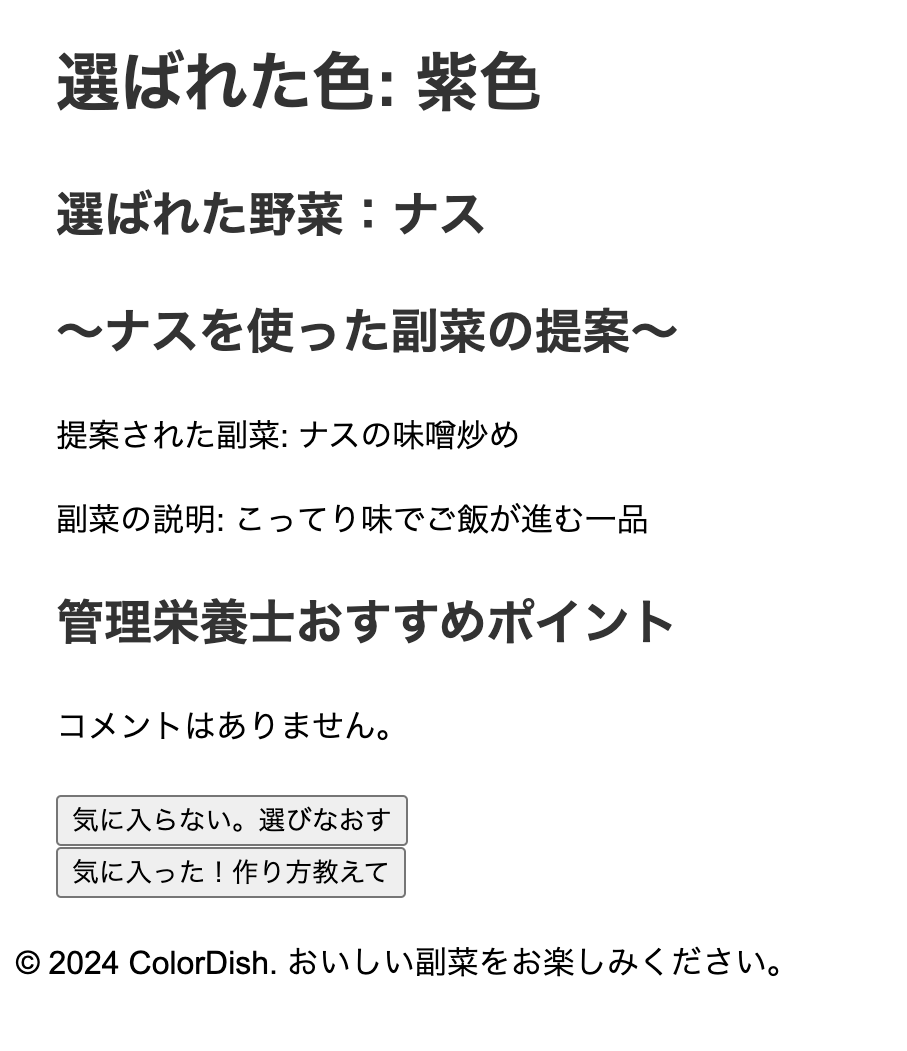 選ばれた色: 紫色
選ばれた野菜：ナス
〜ナスを使った副菜の提案〜
提案された副菜: ナスの味噌炒め
副菜の説明: こってり味でご飯が進む一品
管理栄養士おすすめポイント
コメントはありません。
気に入らない。選びなおす
気に入った！作り方教えて
© 2024 ColorDish. おいしい副菜をお楽しみください。